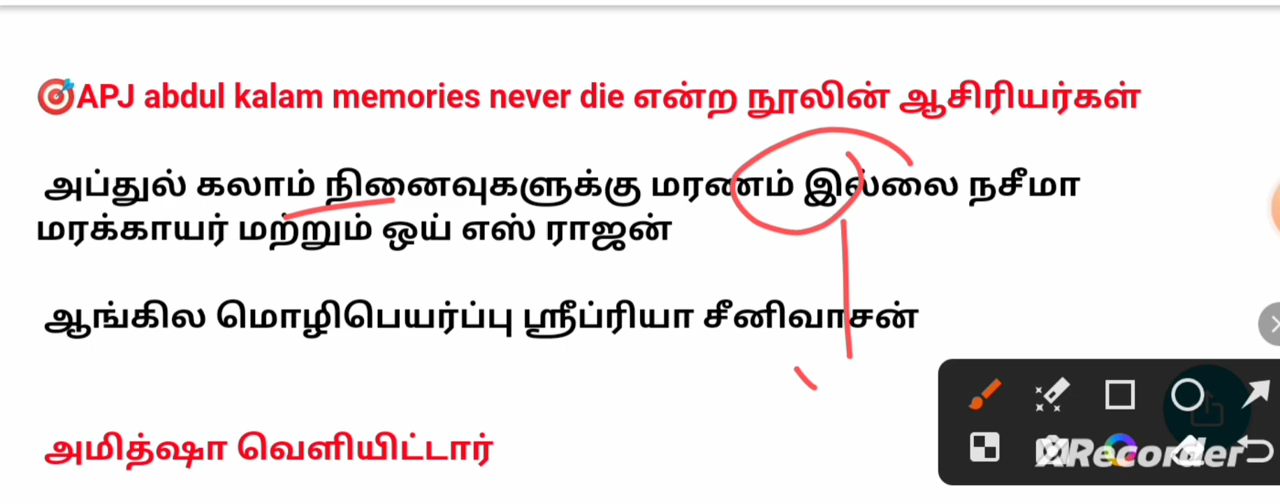 🎯APJ abdul kalam memories never die என்ற நூலின் ஆசிரியர்கள்
அப்துல் கலாம் நினைவுகளுக்கு மரணம் இல்லை நசீமா
மரக்காயர் மற்றும் ஒய் எஸ் ராஜன்
ஆங்கில மொழிபெயர்ப்பு ஸ்ரீப்ரியா சீனிவாசன்
அமித்ஷா வெளியிட்டார்
XRecorder